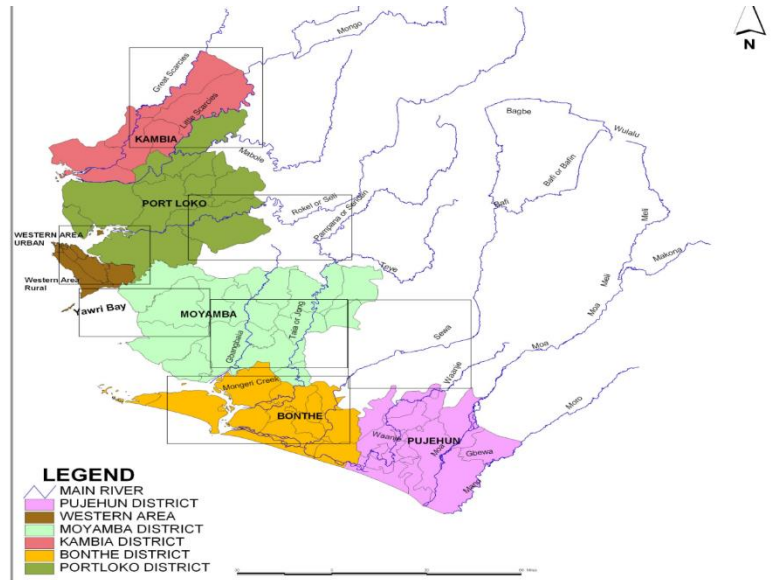 N
Mongo
Great Scarcies
Little Scarcies
KAMBIA
Mabole
Bagbe
Wulalu
Bafi or Bafin
Bafi
PORT LOKO
Rokel or Seli
Pampana or
Meli
WESTERN AREA
URBAN
Makona
Teye
Western Area
Rural
Meli
Yawri Bay
MOYAMBA
Moa
Gbangbaia
Taia or Jong
Sewa
Moa
Waanje
Mongeri Creek
Moro
BONTHE
Waanje
PUJEHUN
Moa
Gbewa
LEGEND
MAIN RIVER
PUJEHUN DISTRICT
WESTERN AREA
MOYAMBA DISTRICT
KAMBIA DISTRICT
BONTHE DISTRICT
PORTLOKO DISTRICT